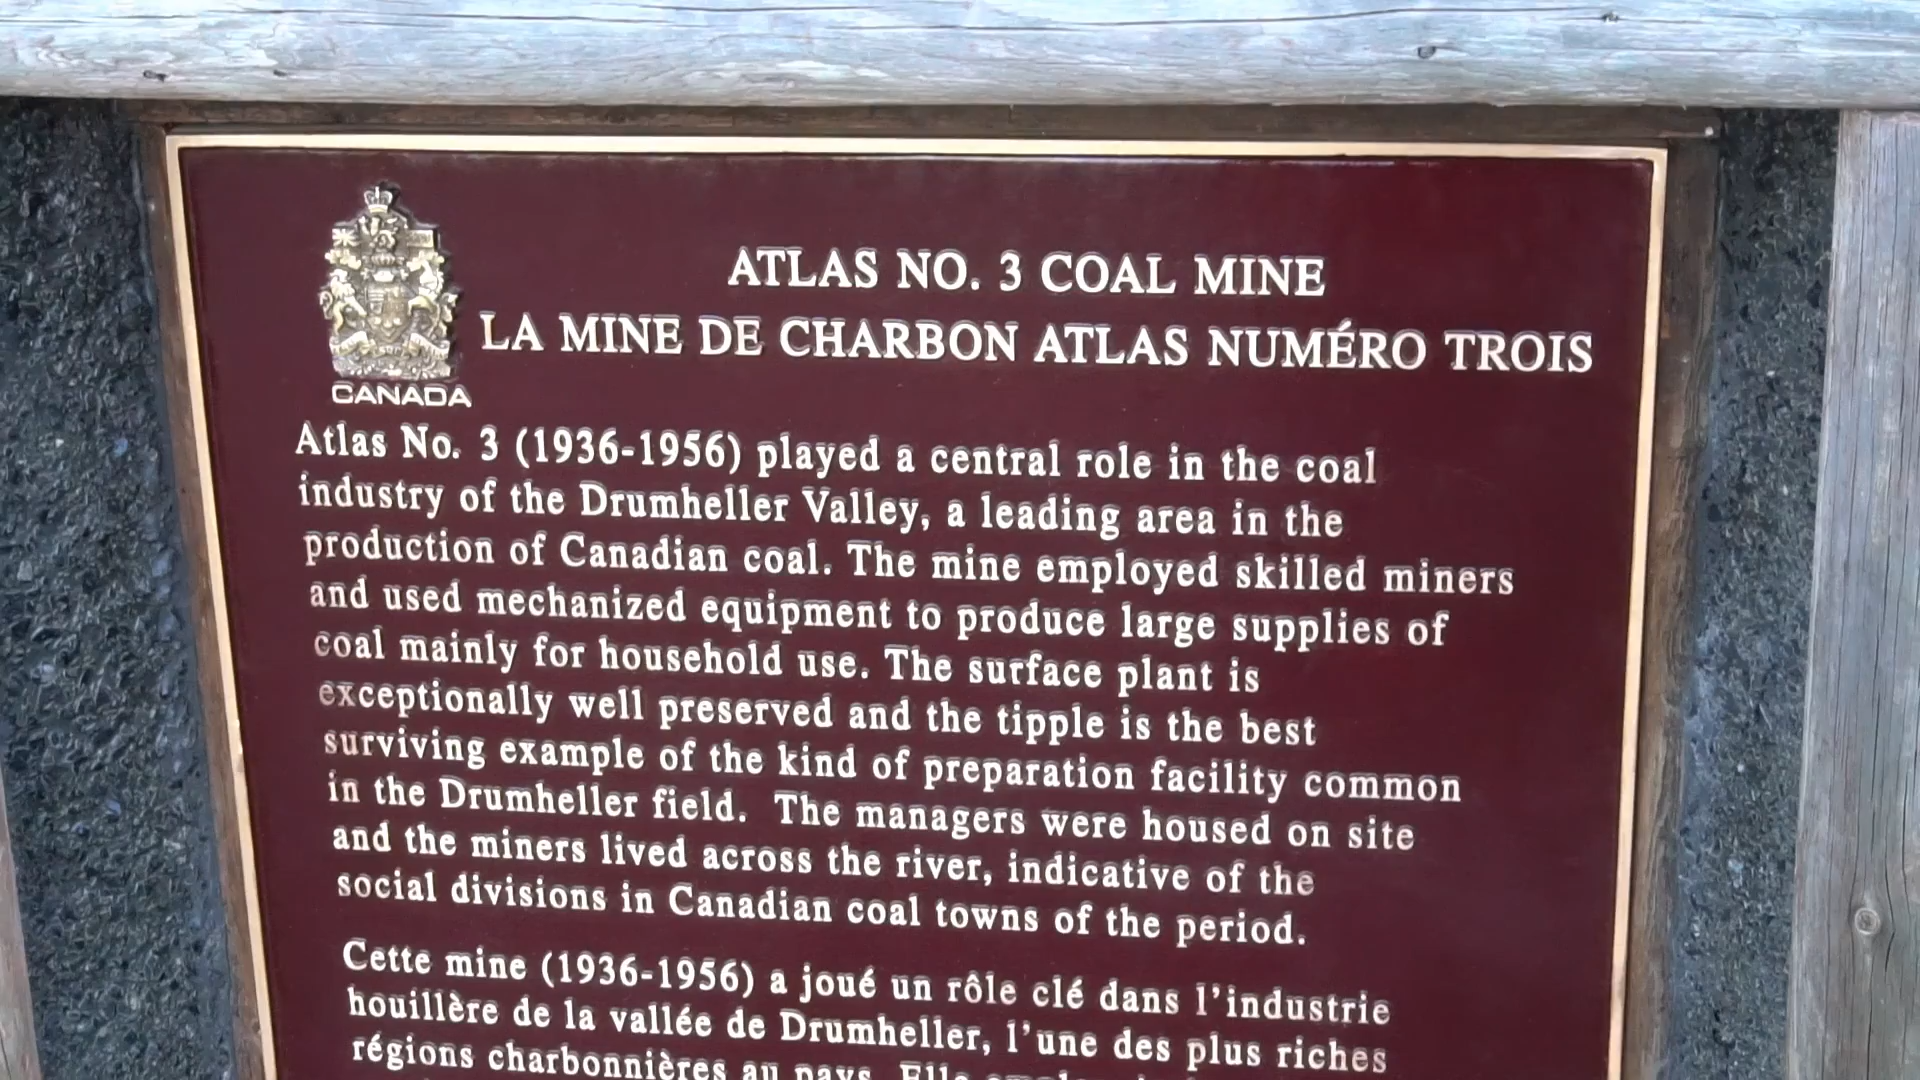 ATLAS NO. 3 COAL MINE
LA MINE DE CHARBON ATLAS NUMÉRO TROIS
CANADA
Atlas No. 3 (1936-1956) played a central role in the coal
industry of the Drumheller Valley, a leading area in the
production of Canadian coal. The mine employed skilled miners
and used mechanized equipment to produce large supplies of
coal mainly for household use. The surface plant is
exceptionally well preserved and the tipple is the best
surviving example of the kind of preparation facility common
in the Drumheller field. The managers were housed on site
and the miners lived across the river, indicative of the
social divisions in Canadian coal towns of the period.
Cette mine (1936-1956) a joué un rôle clé dans l'industrie
houillère de la vallée de Drumheller, l'une des plus riches
régions charbonnières au pays. Elle